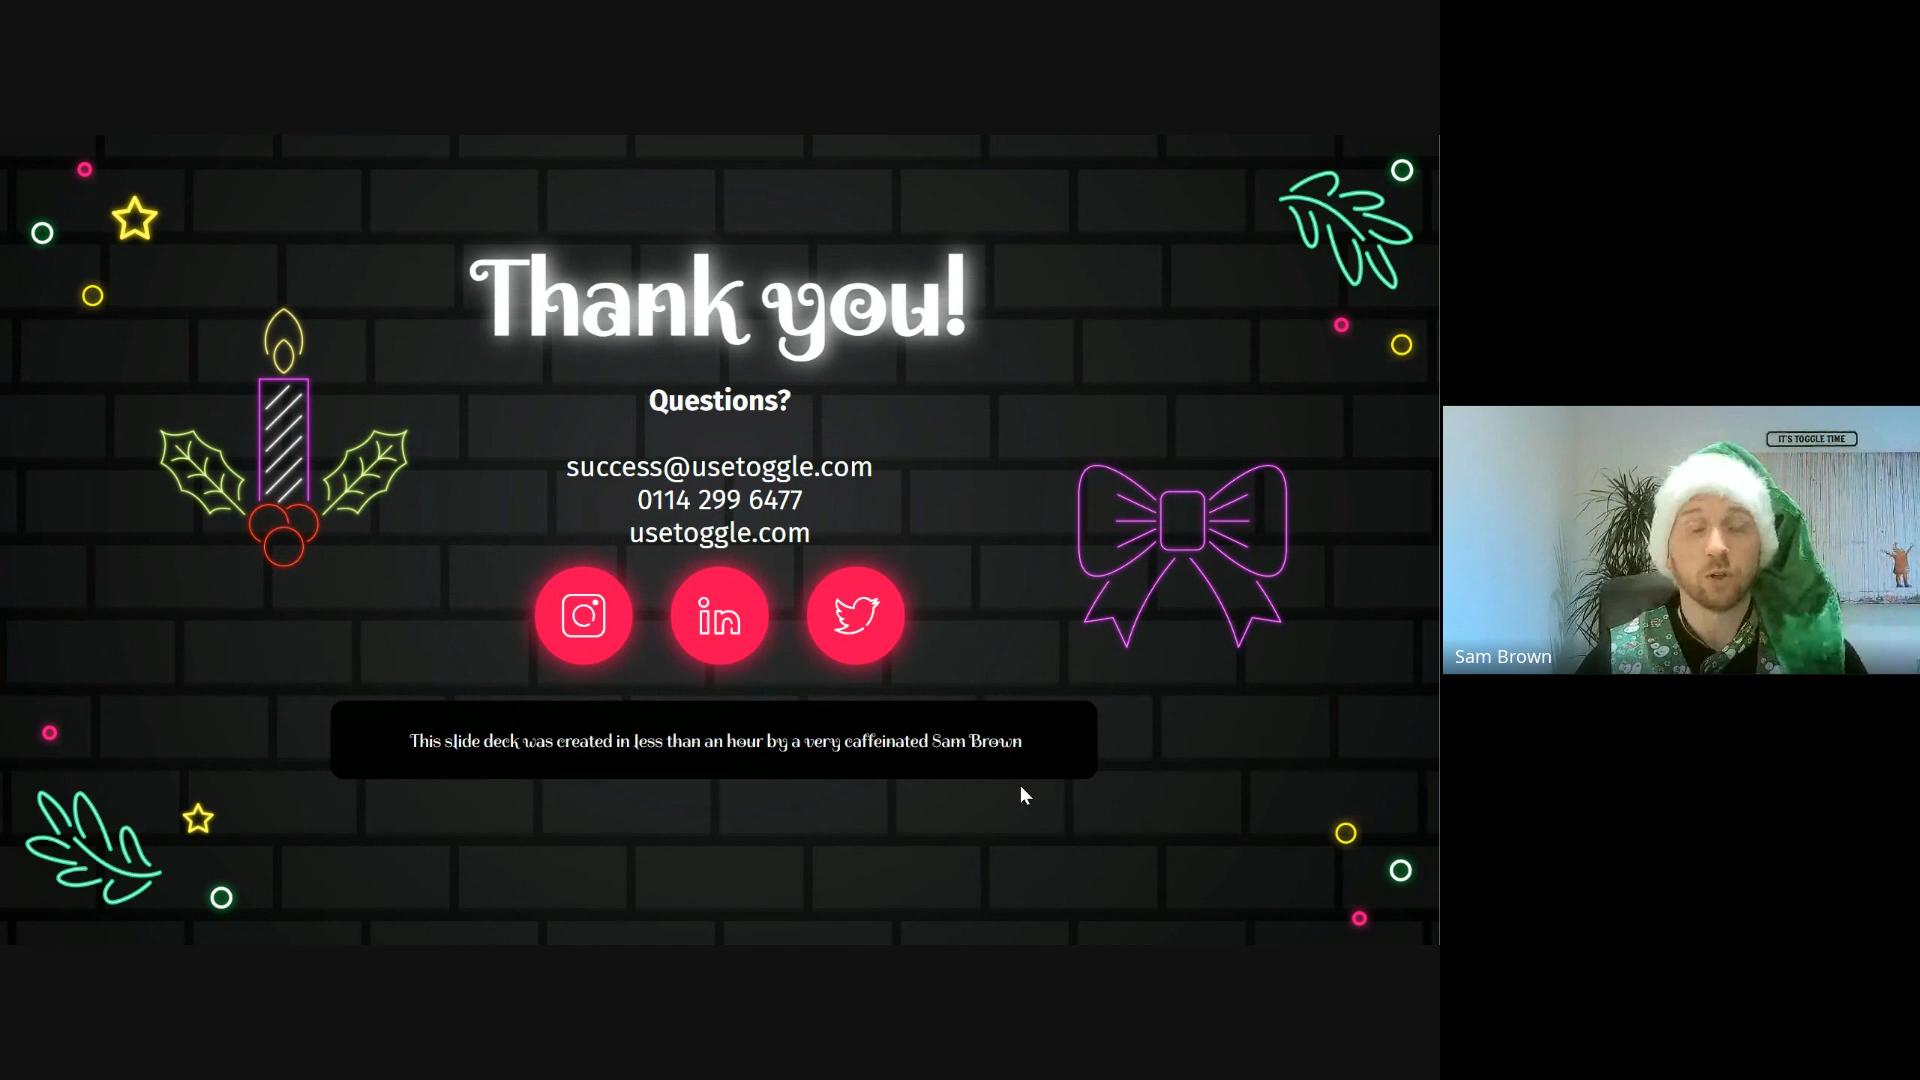 Thank you!
Questions?
success@usetoggle.com
0114 299 6477
usetoggle.com
in
This slide deck was created in less than an hour by a very caffeinated Sam Brown
IT'S TOGGLE TIME
Sam Brown